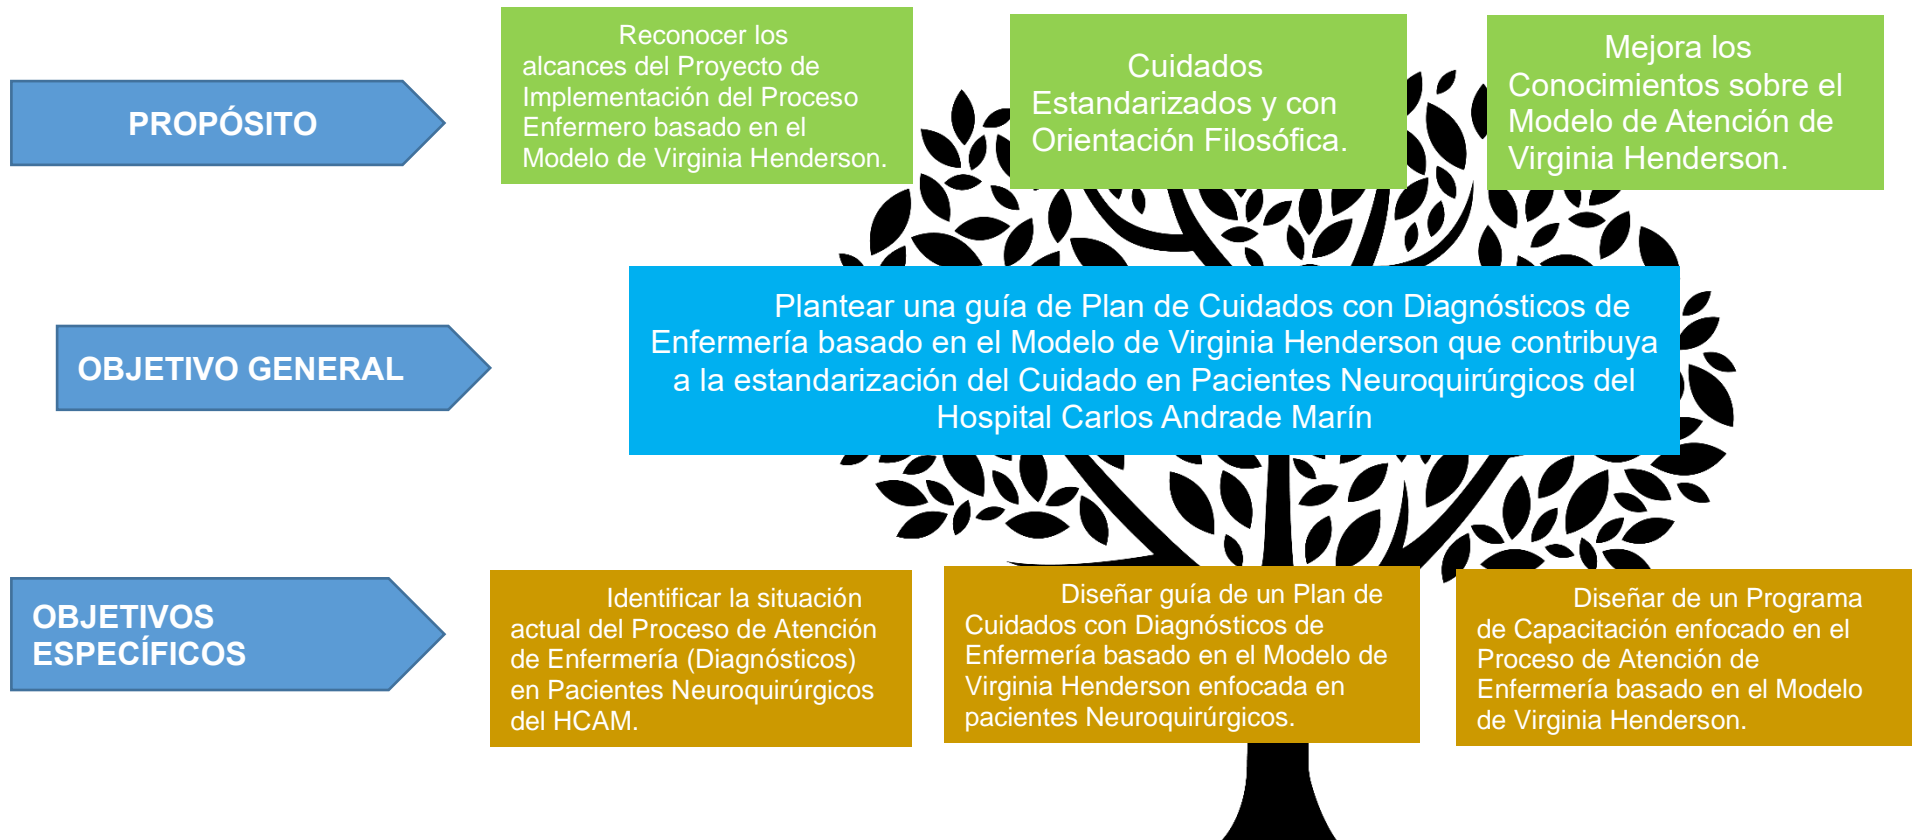 PROPÓSITO
Reconocer los
alcances del Proyecto de
Implementación del Proceso
Enfermero basado en el
Modelo de Virginia Henderson.
Cuidados
Estandarizados y con
Orientación Filosófica.
Mejora los
Conocimientos sobre el
Modelo de Atención de
Virginia Henderson.
OBJETIVO GENERAL
Plantear una guía de Plan de Cuidados con Diagnósticos de
Enfermería basado en el Modelo de Virginia Henderson que contribuya
a la estandarización del Cuidado en Pacientes Neuroquirúrgicos del
Hospital Carlos Andrade Marín
OBJETIVOS
ESPECÍFICOS
Identificar la situación
actual del Proceso de Atención
de Enfermería (Diagnósticos)
en Pacientes Neuroquirúrgicos
del HCAM.
Diseñar guía de un Plan de
Cuidados con Diagnósticos de
Enfermería basado en el Modelo de
Virginia Henderson enfocada en
pacientes Neuroquirúrgicos.
Diseñar de un Programa
de Capacitación enfocado en el
Proceso de Atención de
Enfermería basado en el Modelo
de Virginia Henderson.